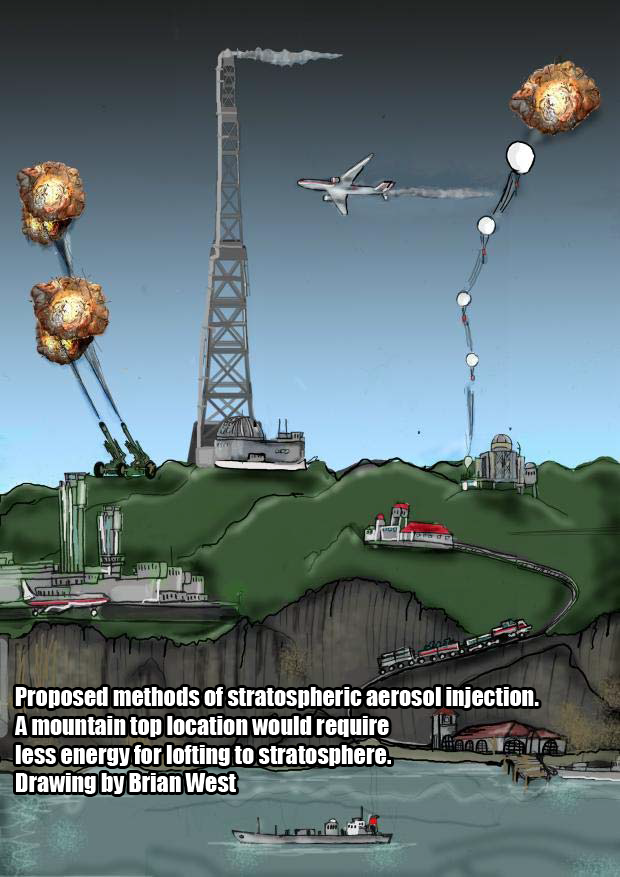 Proposed methods of stratospheric aerosol injection.
A mountain top location would require
less energy for lofting to stratosphere.
Drawing by Brian West